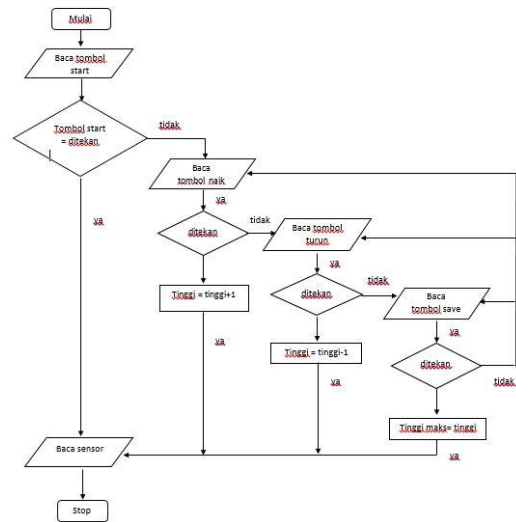 Mulai
Baca tombol
start
Tombol start
= ditekan
tidak
Baca
tombol naik
ya
ya
ditekan
tidak
Baca tombol
turun
ya
Tinggi = tinggi+1
ditekan
tidak
Baca
tombol save
ya
ya
Tinggi = tinggi-1
ditekan
tidak
ya
Tinggi maks= tinggi
ya
Baca sensor
Stop